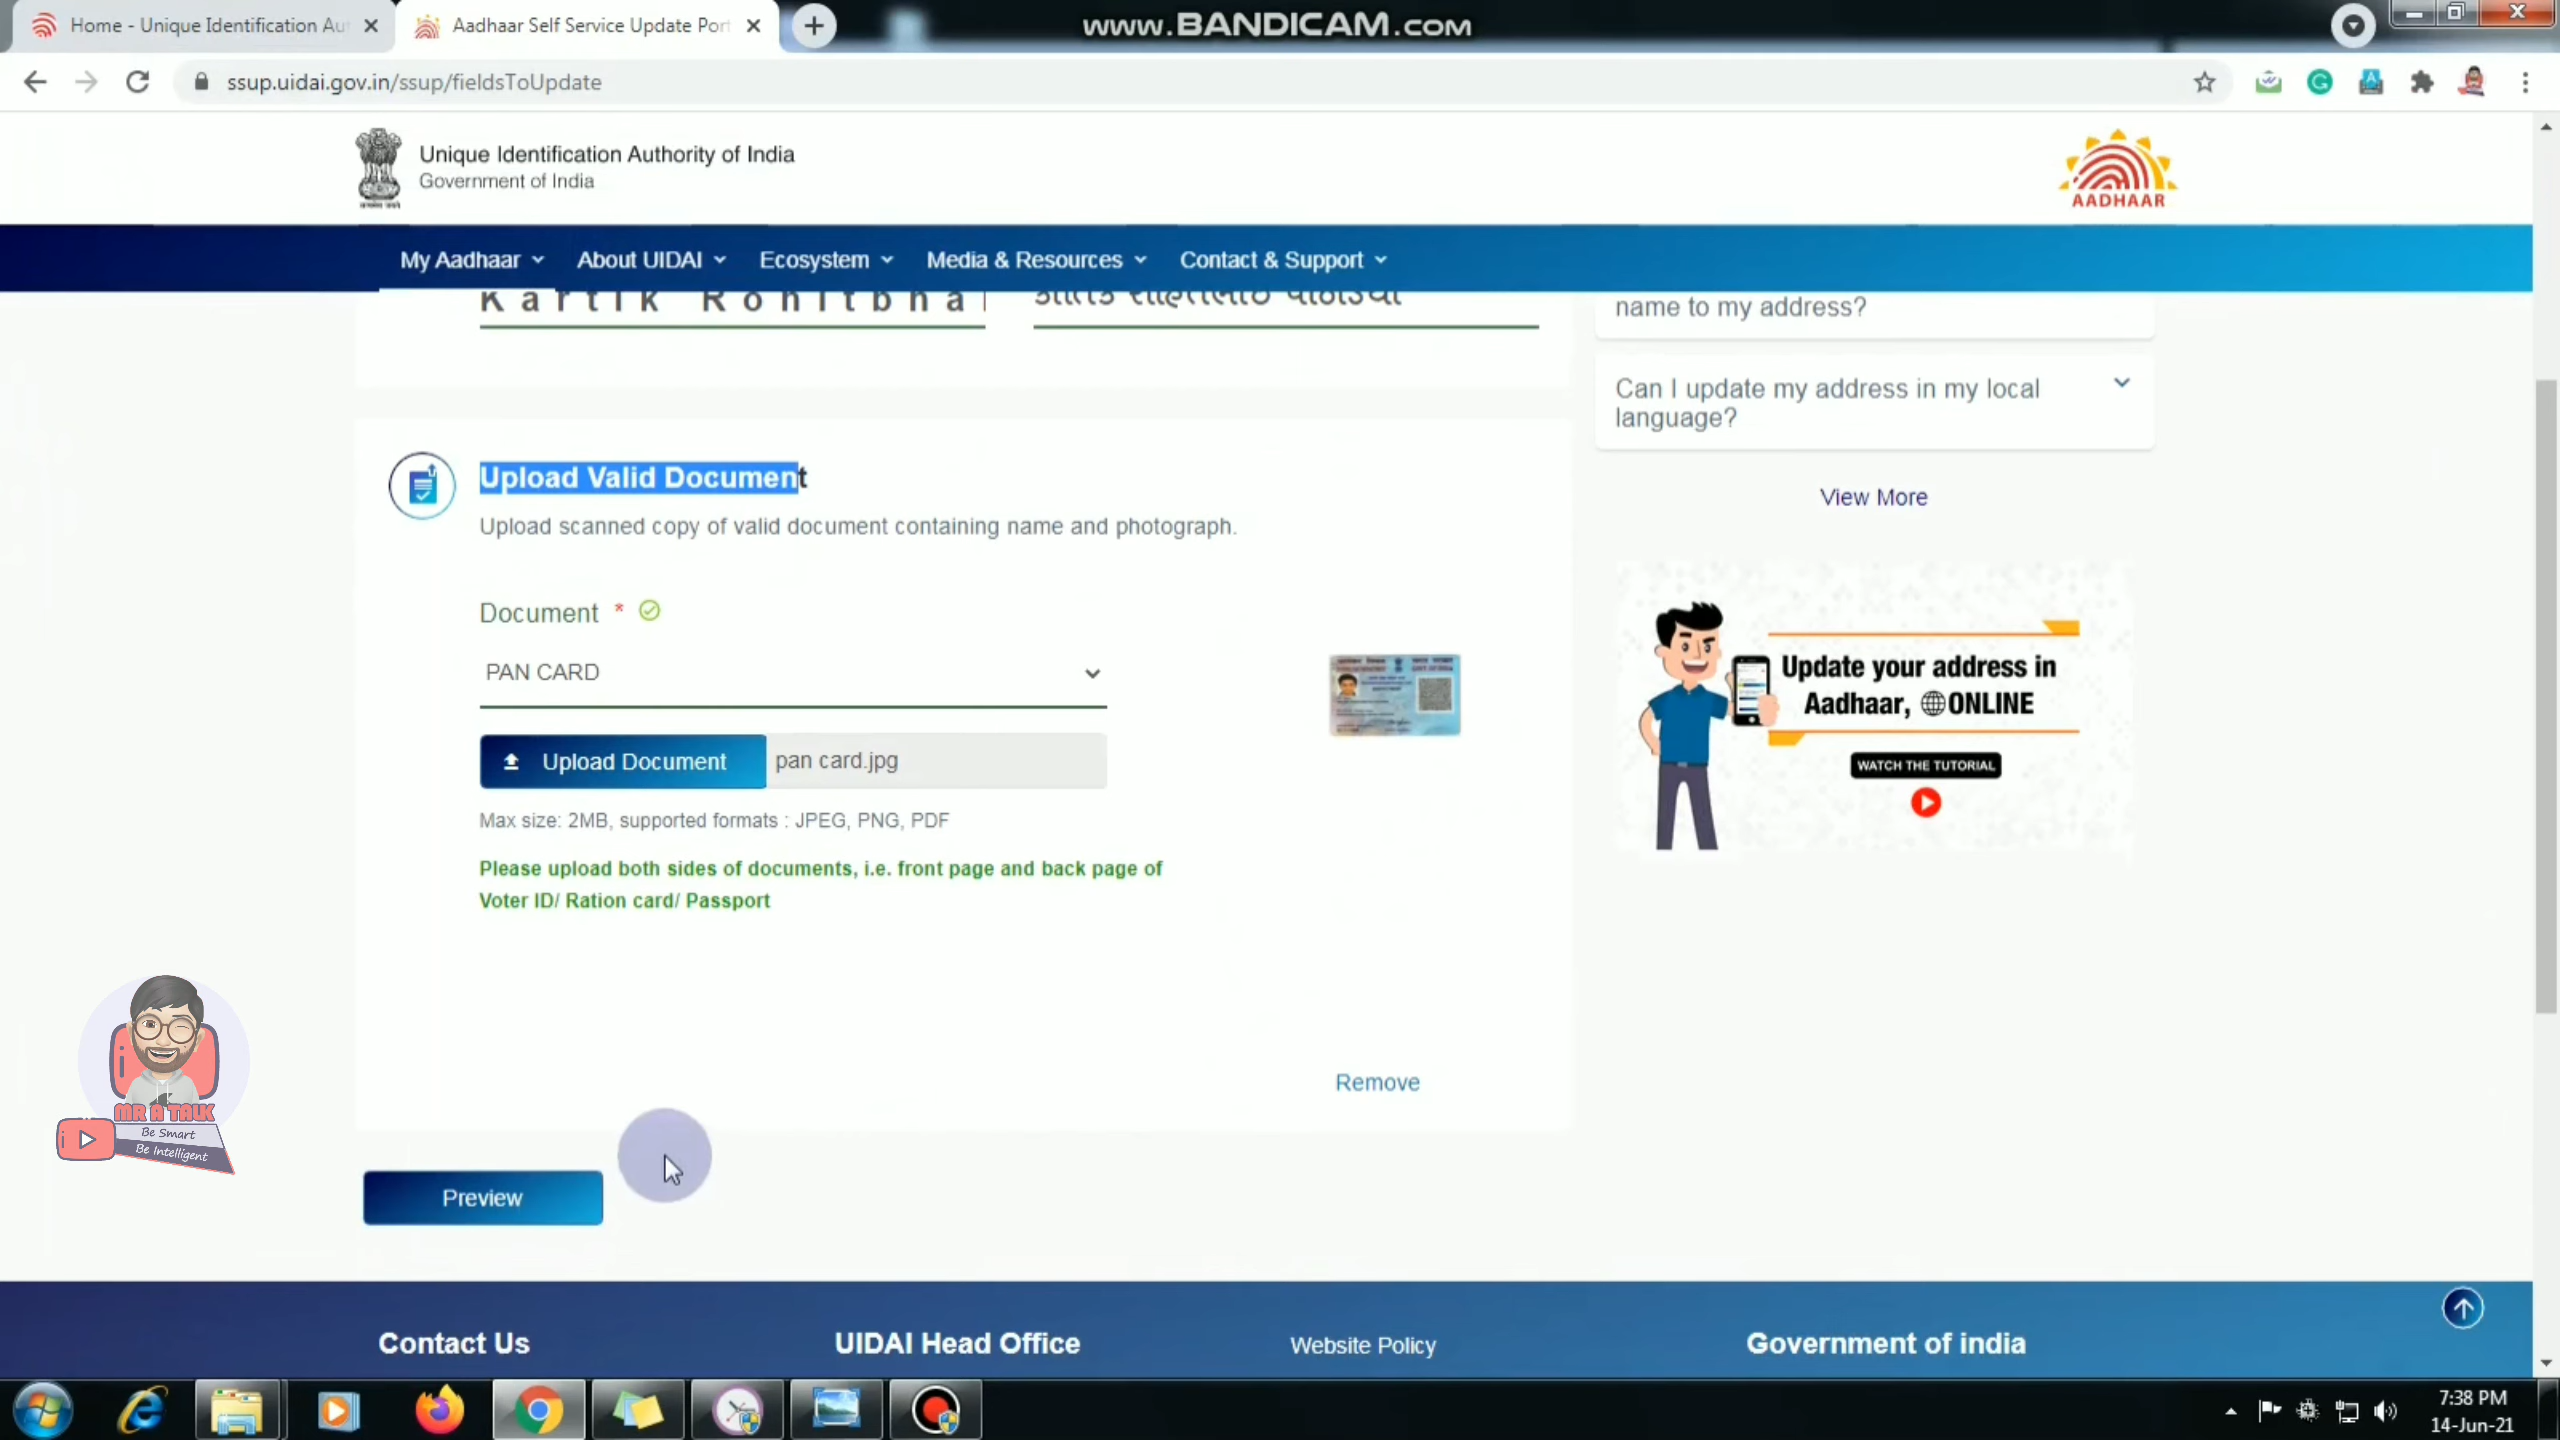 Home - Unique Identification Au
Aadhaar Self Service Update Port
www.BANDICAM.com
ssup.uidai.gov.in/ssup/fieldsToUpdate
Unique Identification Authority of India
Government of India
AADHAAR
My Aadhaar
About UIDAI
Ecosystem
Media & Resources
Contact & Support
Kartik Rohitbhai
name to my address?
Can I update my address in my local
language?
View More
Upload Valid Document
Upload scanned copy of valid document containing name and photograph.
Document *
PAN CARD
Upload Document
pan card.jpg
Max size: 2MB, supported formats : JPEG, PNG, PDF
Please upload both sides of documents, i.e. front page and back page of
Voter ID/ Ration card/ Passport
Update your address in
Aadhaar, ONLINE
WATCH THE TUTORIAL
Remove
MR A TALK
Be Smart
Be Intelligent
Preview
Contact Us
UIDAI Head Office
Website Policy
Government of india
7:38 PM
14-Jun-21